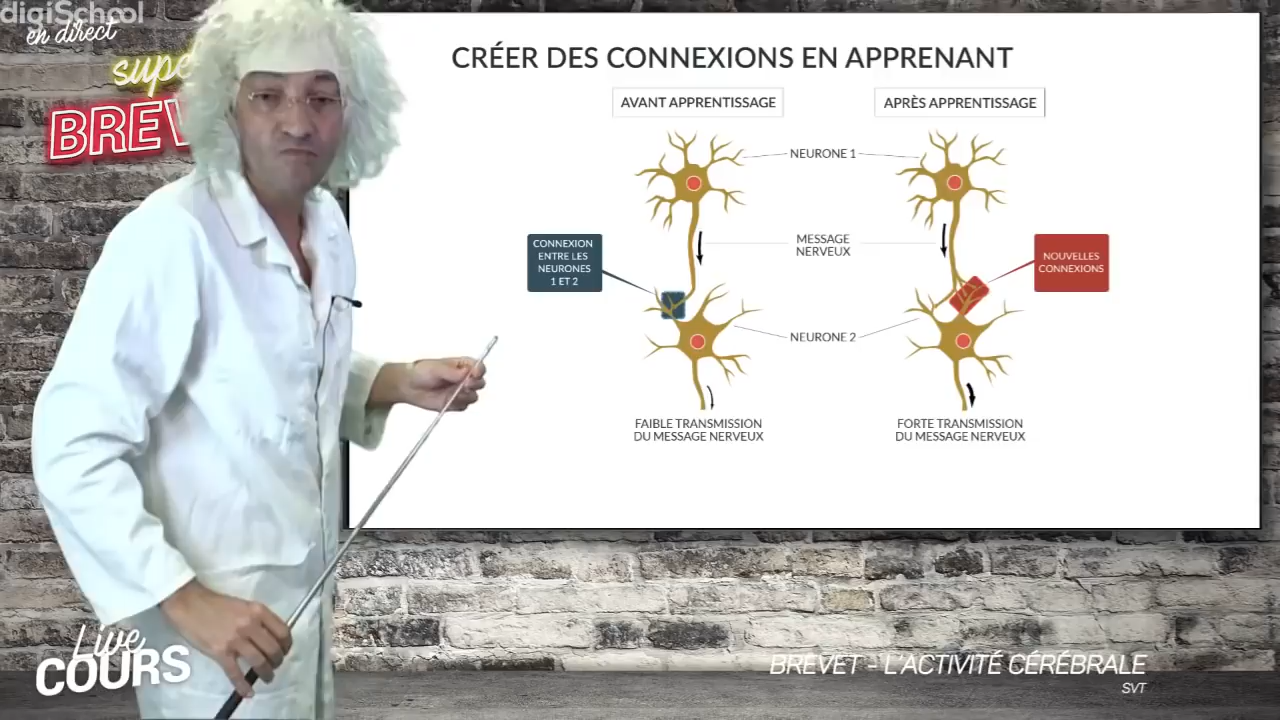 digiSchool
en direct
supe
BREV
CRÉER DES CONNEXIONS EN APPRENANT
AVANT APPRENTISSAGE
APRÈS APPRENTISSAGE
NEURONE 1
CONNEXION
ENTRE LES
NEURONES
1 ET 2
MESSAGE
NERVEUX
NOUVELLES
CONNEXIONS
NEURONE 2
FAIBLE TRANSMISSION
DU MESSAGE NERVEUX
FORTE TRANSMISSION
DU MESSAGE NERVEUX
Live
COURS
BREVET - L'ACTIVITÉ CÉRÉBRALE
SVT